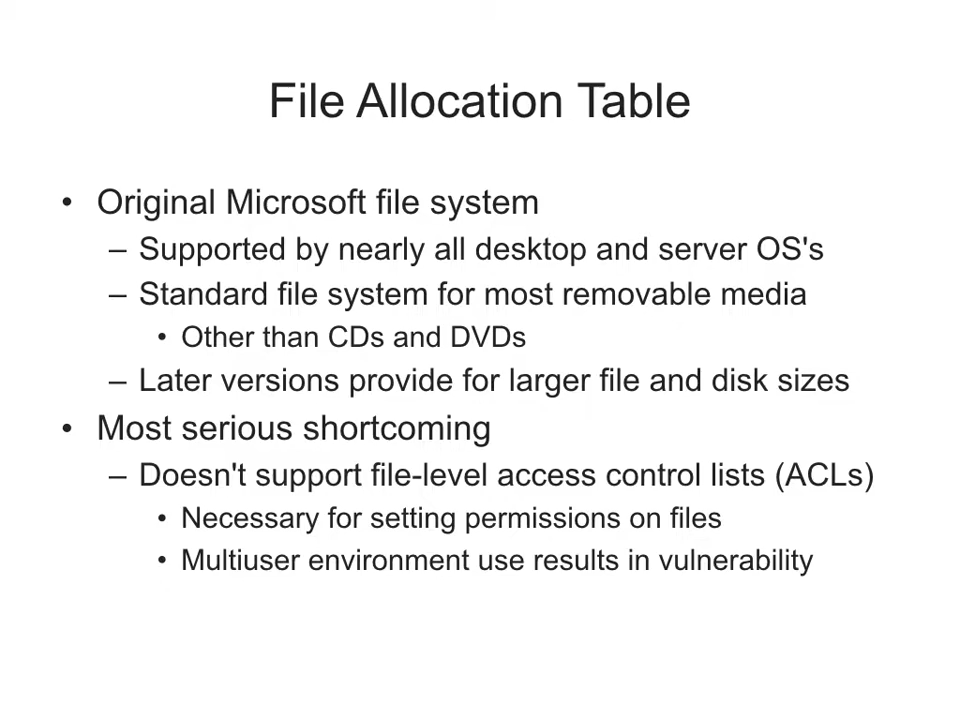 File Allocation Table
• Original Microsoft file system
– Supported by nearly all desktop and server OS's
– Standard file system for most removable media
• Other than CDs and DVDs
– Later versions provide for larger file and disk sizes
• Most serious shortcoming
– Doesn't support file-level access control lists (ACLs)
• Necessary for setting permissions on files
• Multiuser environment use results in vulnerability